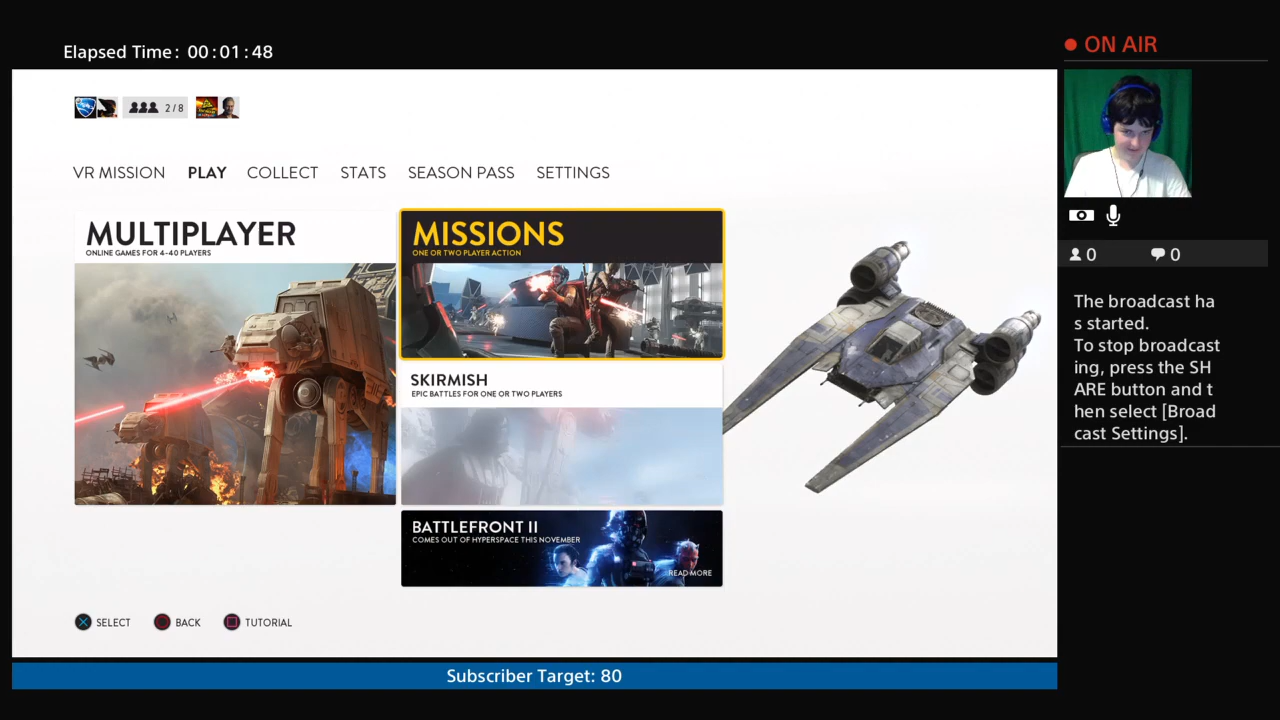 Elapsed Time: 00:01:48
ON AIR
2/8
VR MISSION PLAY COLLECT STATS SEASON PASS SETTINGS
MULTIPLAYER
ONLINE GAMES FOR 4-40 PLAYERS
MISSIONS
ONE OR TWO PLAYER ACTION
SKIRMISH
EPIC BATTLES FOR ONE OR TWO PLAYERS
BATTLEFRONT II
COMES OUT OF HYPERSPACE THIS NOVEMBER
READ MORE
SELECT BACK TUTORIAL
Subscriber Target: 80
0 0
The broadcast ha
s started.
To stop broadcast
ing, press the SH
ARE button and t
hen select [Broad
cast Settings].